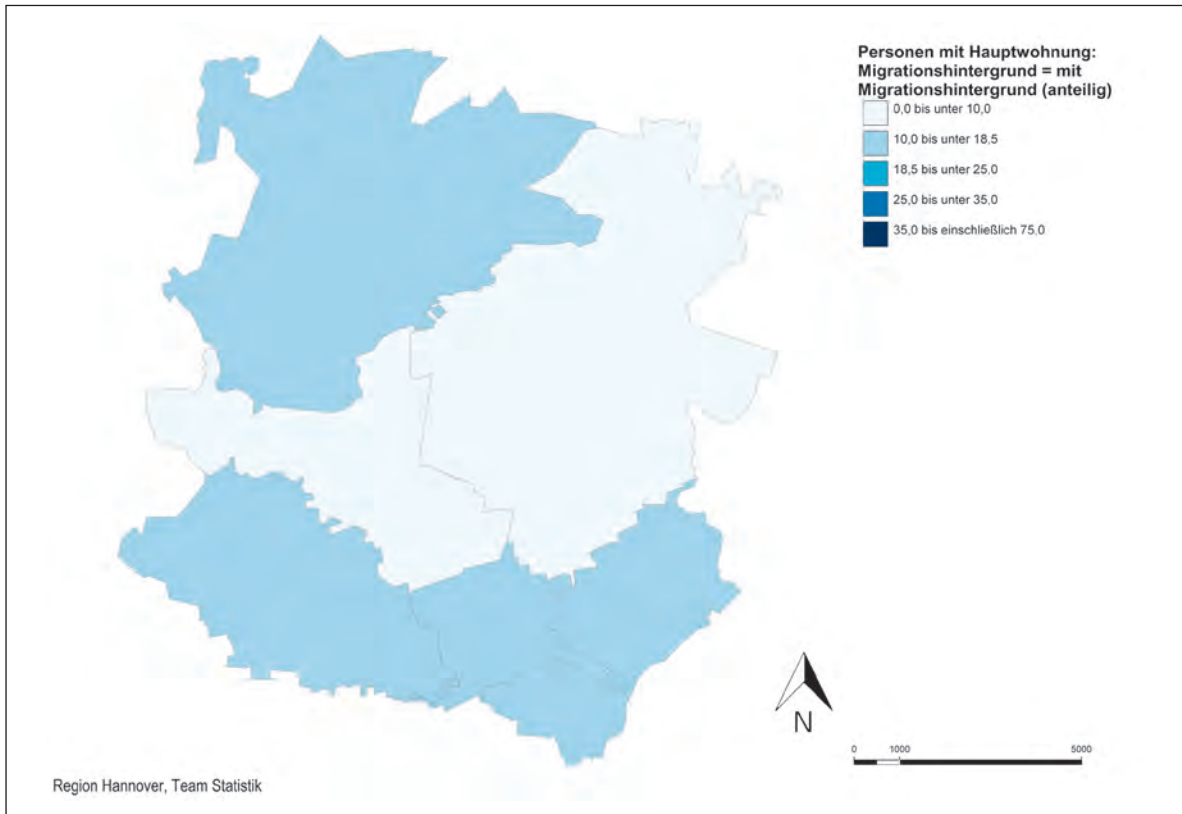 Personen mit Hauptwohnung:
Migrationshintergrund = mit
Migrationshintergrund (anteilig)
0,0 bis unter 10,0
10,0 bis unter 18,5
18,5 bis unter 25,0
25,0 bis unter 35,0
35,0 bis einschließlich 75,0
N
0 1000 5000
Region Hannover, Team Statistik